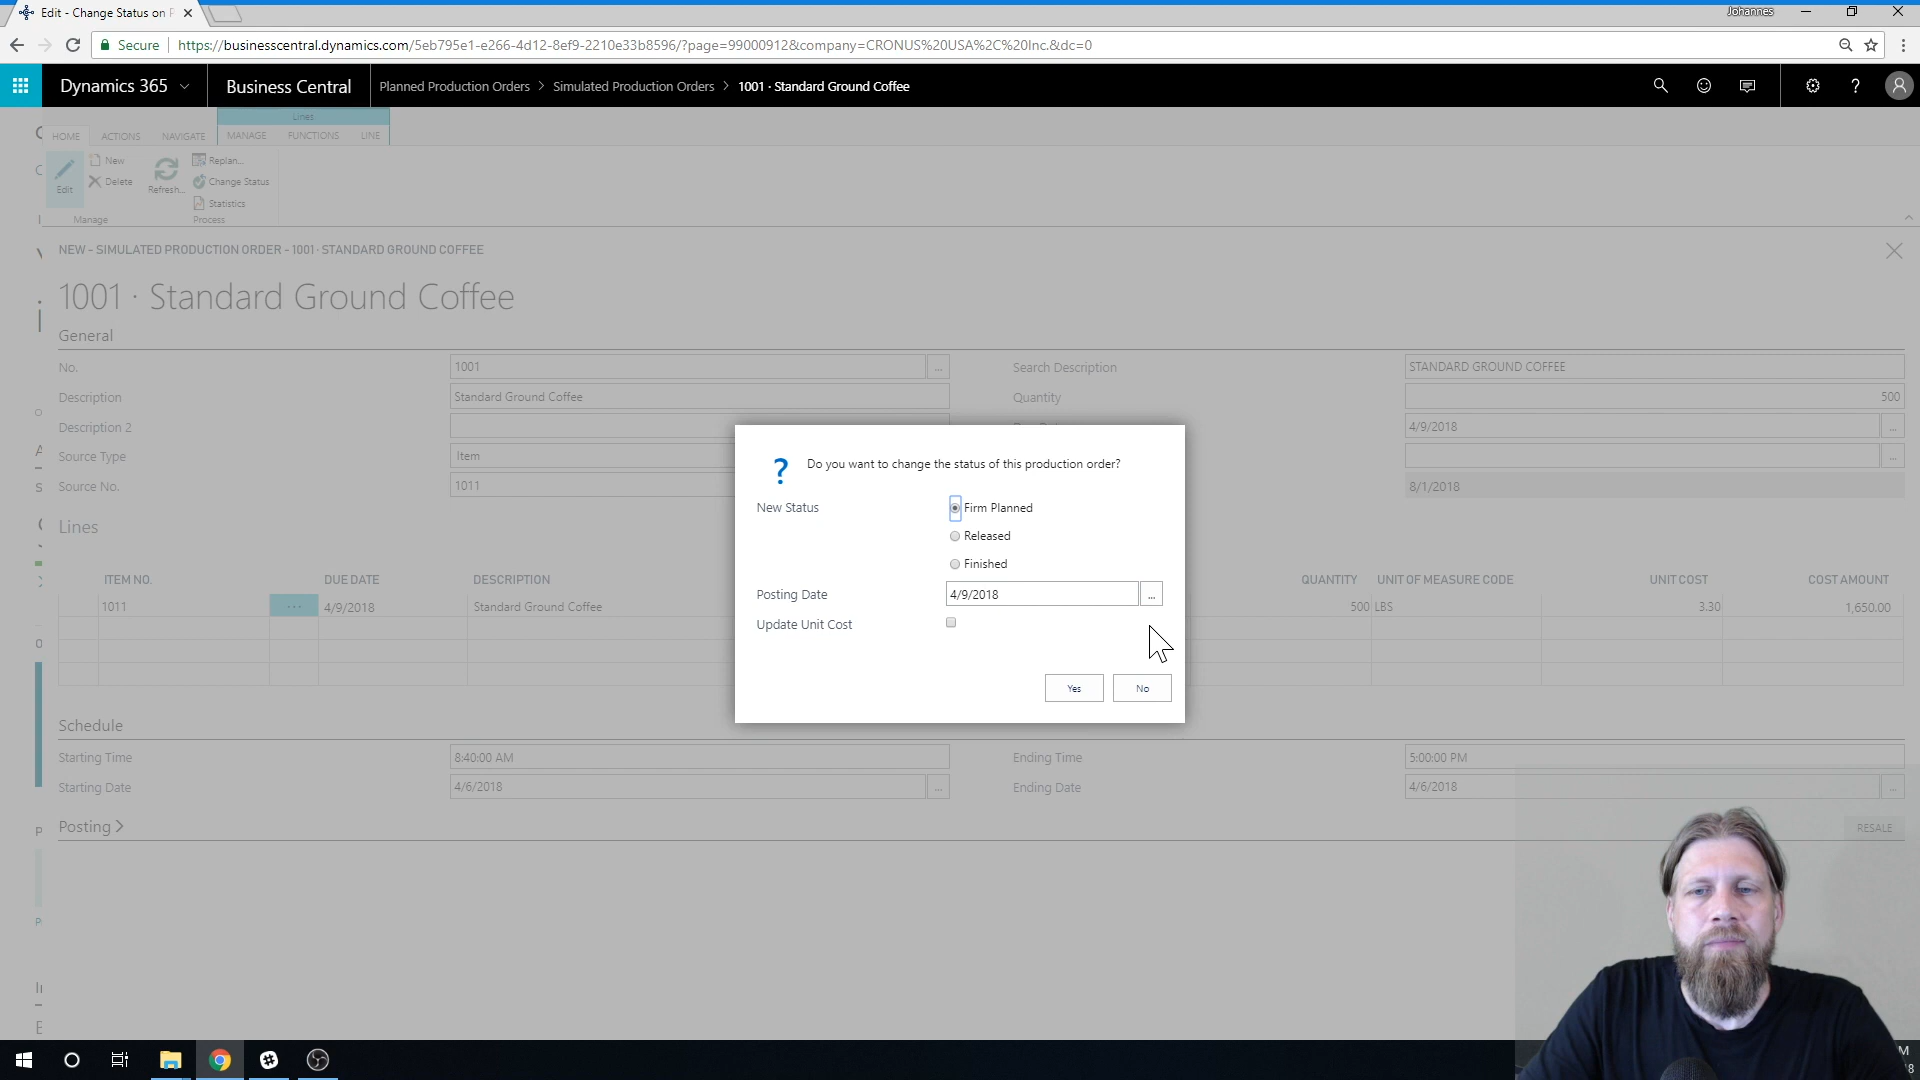 Edit - Change Status on P
Johannes
Secure
https://businesscentral.dynamics.com/5eb795e1-e266-4d12-8ef9-2210e33b8596/?page=99000912&company=CRONUS%20USA%2C%20Inc.&dc=0
Dynamics 365
Business Central
Planned Production Orders > Simulated Production Orders > 1001 · Standard Ground Coffee
Lines
HOME ACTIONS NAVIGATE MANAGE FUNCTIONS LINE
Edit
New
Delete
Refresh...
Replan...
Change Status
Statistics
Manage
Process
NEW - SIMULATED PRODUCTION ORDER - 1001 · STANDARD GROUND COFFEE
1001 · Standard Ground Coffee
General
No. 1001 ...
Search Description STANDARD GROUND COFFEE
Description Standard Ground Coffee
Quantity 500
Description 2
4/9/2018 ...
Source Type Item
...
Source No. 1011
8/1/2018
Do you want to change the status of this production order?
New Status
Firm Planned
Released
Finished
Posting Date 4/9/2018 ...
Update Unit Cost
Yes No
Lines
ITEM NO. DUE DATE DESCRIPTION QUANTITY UNIT OF MEASURE CODE UNIT COST COST AMOUNT
1011 ... 4/9/2018 Standard Ground Coffee 500 LBS 3.30 1,650.00
Schedule
Starting Time 8:40:00 AM
Ending Time 5:00:00 PM
Starting Date 4/6/2018 ...
Ending Date 4/6/2018 ...
Posting >
RESALE